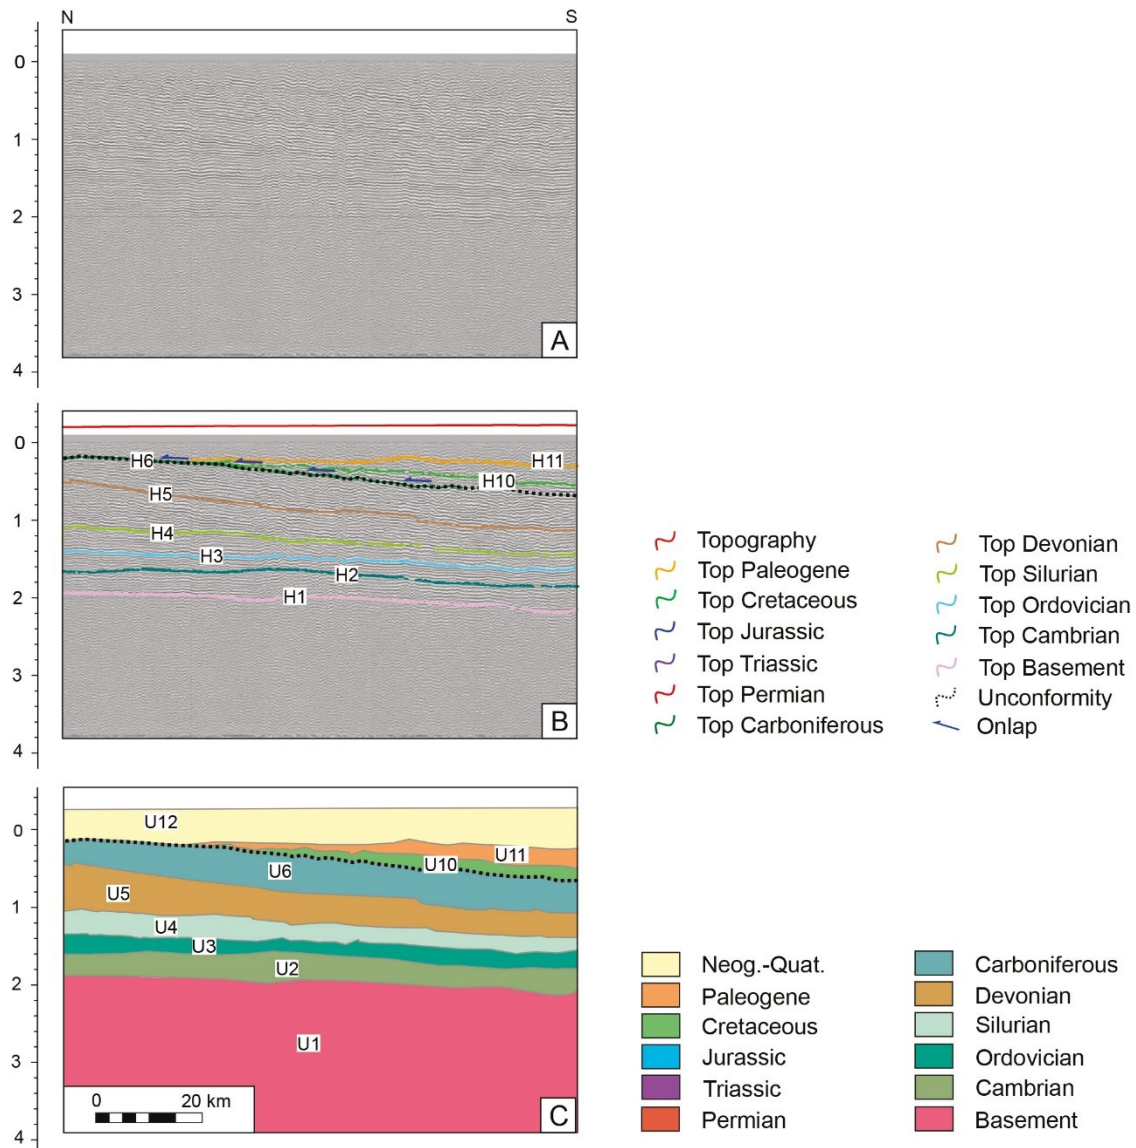 N S
0
1
2
3
4
A
0
1
2
3
4
H6
H11
H10
H5
H4
H3
H2
H1
B
Topography
Top Paleogene
Top Cretaceous
Top Jurassic
Top Triassic
Top Permian
Top Carboniferous
Top Devonian
Top Silurian
Top Ordovician
Top Cambrian
Top Basement
Unconformity
Onlap
0
1
2
3
4
U12
U11
U10
U6
U5
U4
U3
U2
U1
0 20 km
C
Neog.-Quat.
Paleogene
Cretaceous
Jurassic
Triassic
Permian
Carboniferous
Devonian
Silurian
Ordovician
Cambrian
Basement